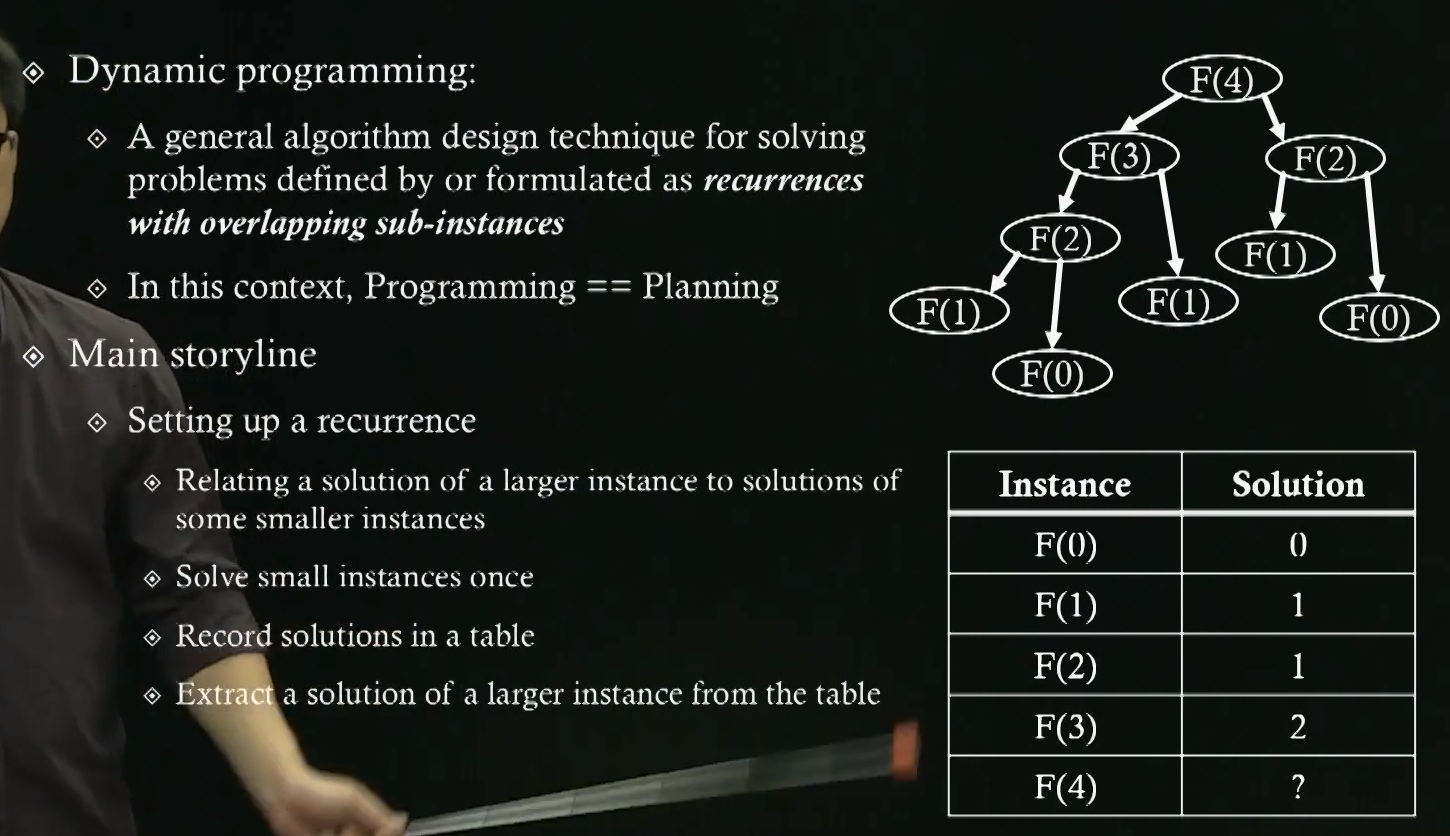 Dynamic programming:
A general algorithm design technique for solving
problems defined by or formulated as recurrences
with overlapping sub-instances
In this context, Programming == Planning
Main storyline
Setting up a recurrence
Relating a solution of a larger instance to solutions of
some smaller instances
Solve small instances once
Record solutions in a table
Extract a solution of a larger instance from the table
F(4)
F(3) F(2)
F(2) F(1)
F(1) F(1) F(0)
F(0)
Instance Solution
F(0) 0
F(1) 1
F(2) 1
F(3) 2
F(4) ?